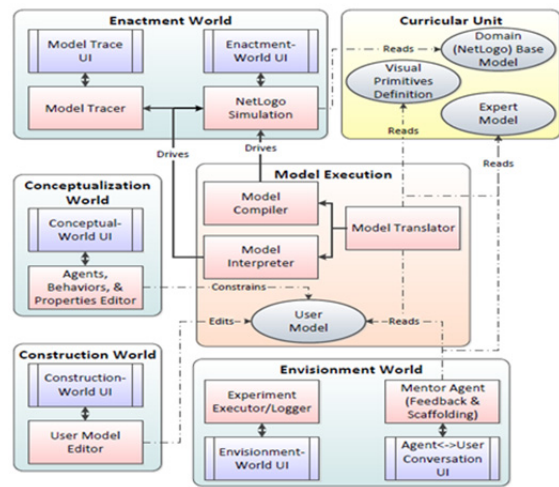 Enactment World
Model Trace
UI
Enactment-
World UI
Model Tracer
NetLogo
Simulation
Curricular Unit
Domain
(NetLogo) Base
Model
Visual
Primitives
Definition
Expert
Model
Reads
Reads
Reads
Drives
Drives
Model Execution
Model
Compiler
Model Translator
Model
Interpreter
User
Model
Conceptualization
World
Conceptual-
World UI
Agents,
Behaviors, &
Properties Editor
Constrains
Edits
Reads
Construction World
Construction-
World UI
User Model
Editor
Envisionment World
Experiment
Executor/Logger
Envisionment-
World UI
Mentor Agent
(Feedback &
Scaffolding)
Agent<->User
Conversation
UI